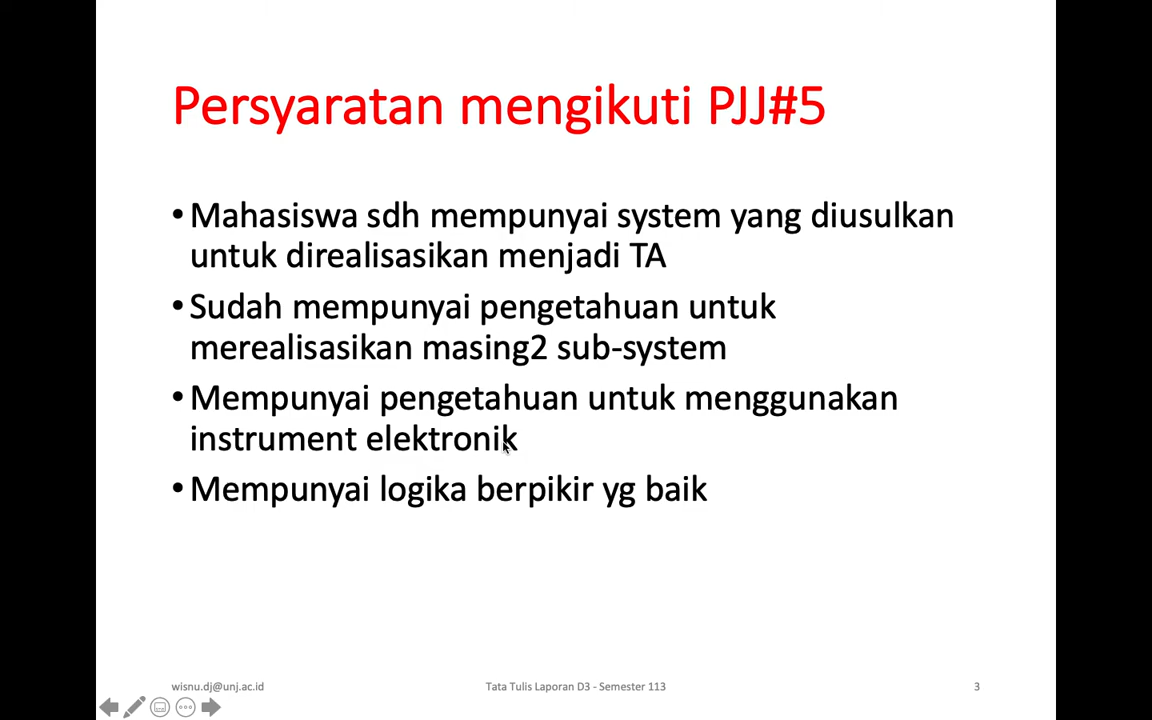 Persyaratan mengikuti PJJ#5
• Mahasiswa sdh mempunyai system yang diusulkan
untuk direalisasikan menjadi TA
• Sudah mempunyai pengetahuan untuk
merealisasikan masing2 sub-system
• Mempunyai pengetahuan untuk menggunakan
instrument elektronik
• Mempunyai logika berpikir yg baik
wisnu.dj@unj.ac.id
Tata Tulis Laporan D3 - Semester 113
3